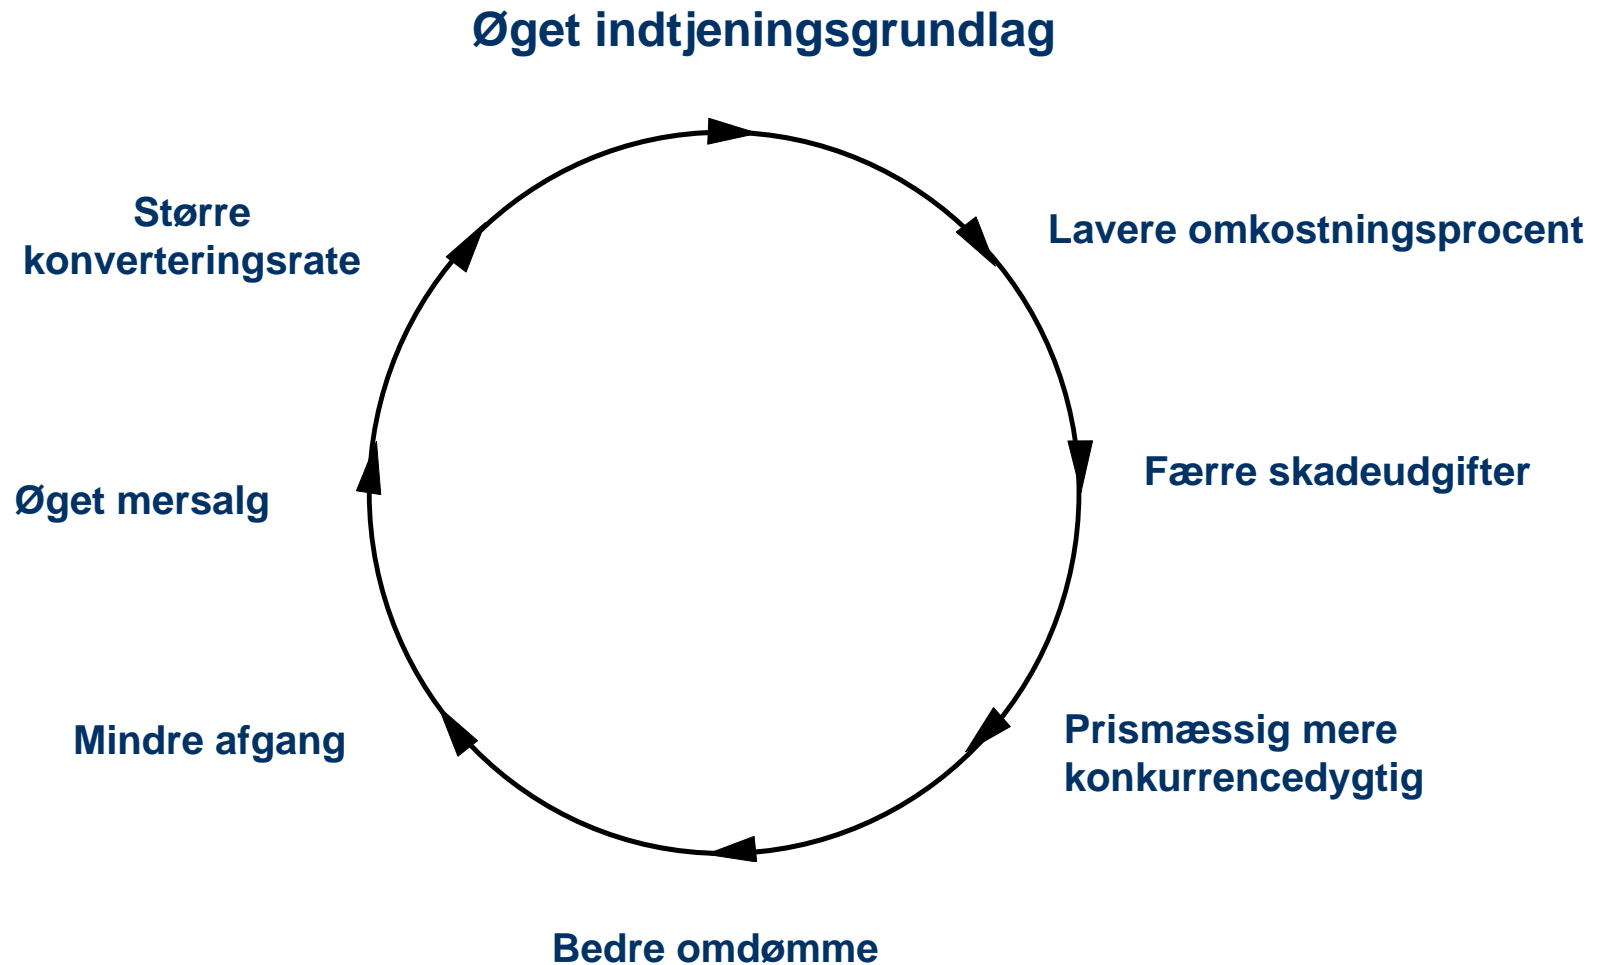 Øget indtjeningsgrundlag
Lavere omkostningsprocent
Færre skadeudgifter
Prismæssig mere
konkurrencedygtig
Bedre omdømme
Mindre afgang
Øget mersalg
Større
konverteringsrate